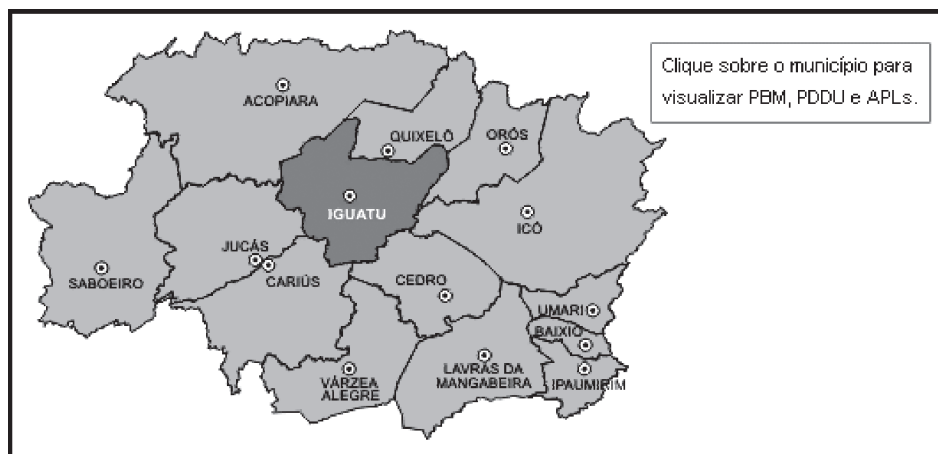 Clique sobre o município para
visualizar PBM, PDDU e APLs.
ACOPIARA
QUIXELÔ
ORÓS
IGUATU
ICÓ
JUCÁS
CARIÚS
SABOEIRO
CEDRO
UMARI
BAIXIO
VÁRZEA
ALEGRE
LAVRAS DA
MANGABEIRA
IPAUMIRIM